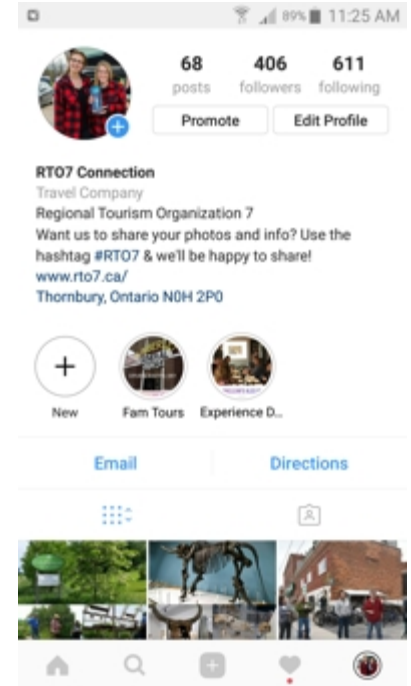 89% 11:25 AM
68 406 611
posts followers following
Promote Edit Profile
RTO7 Connection
Travel Company
Regional Tourism Organization 7
Want us to share your photos and info? Use the
hashtag #RTO7 & we'll be happy to share!
www.rto7.ca/
Thornbury, Ontario N0H 2P0
New Fam Tours Experience D...
Email Directions